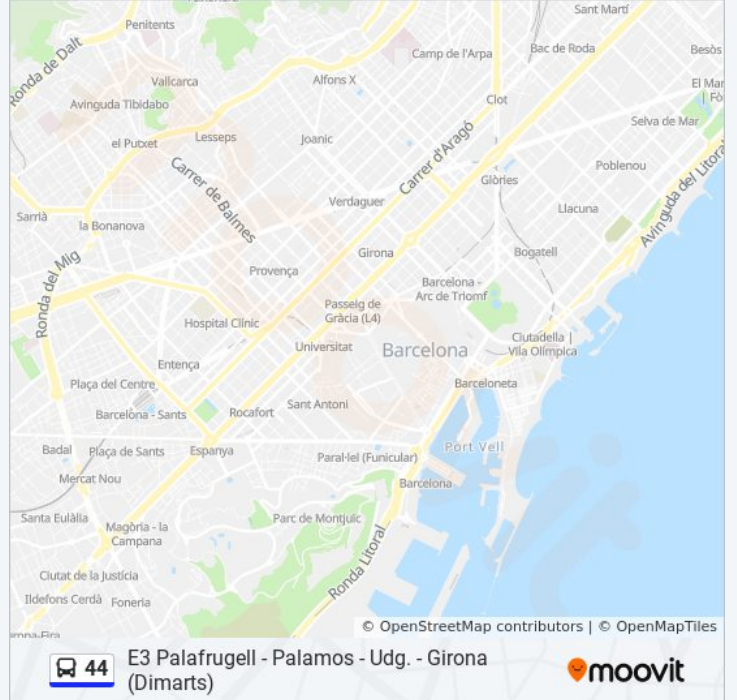 Sant Martí
Penitents
Ronda de Dalt
Camp de l'Arpa
Bac de Roda
Besòs
Vallcarca
Alfons X
El Mar
| Fò
Avinguda Tibidabo
Clot
Selva de Mar
el Putxet
Lesseps
Joanic
Carrer d'Aragó
Poblenou
Carrer de Balmes
Glòries
Avinguda del Litoral
Verdaguer
Llacuna
Sarrià
la Bonanova
Girona
Bogatell
Ronda del Mig
Provença
Barcelona -
Arc de Triomf
Passeig de
Gràcia (L4)
Hospital Clínic
Universitat
Barcelona
Ciutadella |
Vila Olímpica
Entença
Plaça del Centre
Barceloneta
Barcelona - Sants
Rocafort
Sant Antoni
Badal
Plaça de Sants
Espanya
Paral·lel (Funicular)
Port Vell
Mercat Nou
Barcelona
Santa Eulàlia
Magòria - la
Campana
Parc de Montjuïc
Ronda Litoral
Ciutat de la Justícia
Ildefons Cerdà
Foneria
© OpenStreetMap contributors | © OpenMapTiles
44
E3 Palafrugell - Palamos - Udg. - Girona
(Dimarts)
moovit